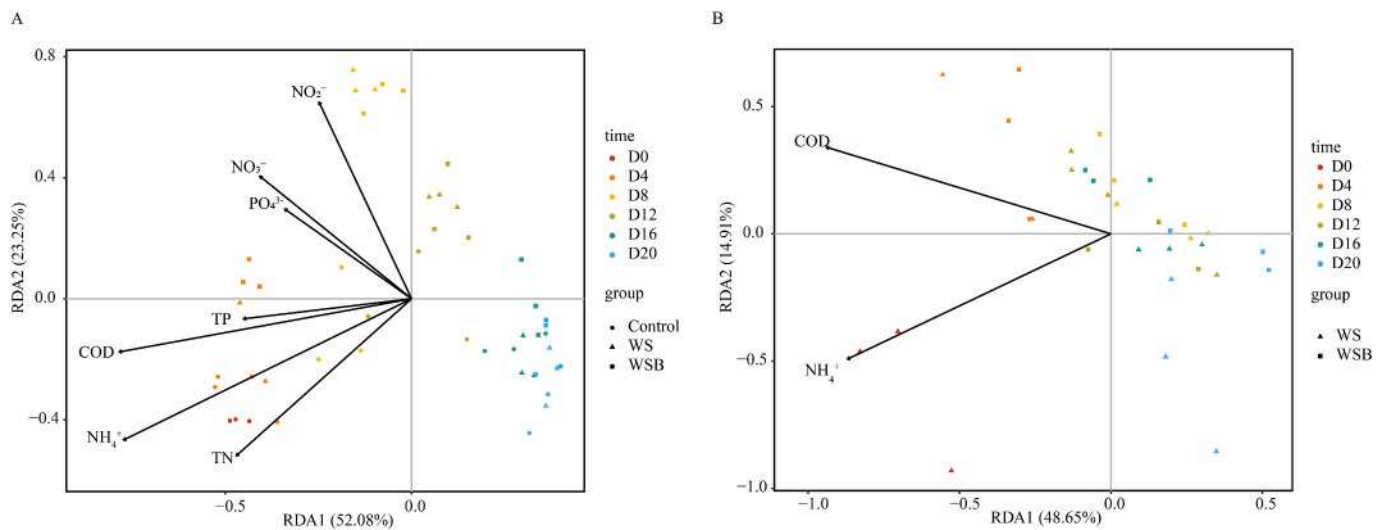 A
0.8
0.4
0.0
−0.4
−0.5
0.0
RDA2 (23.25%)
RDA1 (52.08%)
NO₂⁻
NO₃⁻
PO₄³⁻
TP
COD
NH₄⁺
TN
time
D0
D4
D8
D12
D16
D20
group
Control
WS
WSB
B
0.5
0.0
−0.5
−1.0
−1.0
−0.5
0.0
0.5
RDA2 (14.91%)
RDA1 (48.65%)
COD
NH₄⁺
time
D0
D4
D8
D12
D16
D20
group
WS
WSB